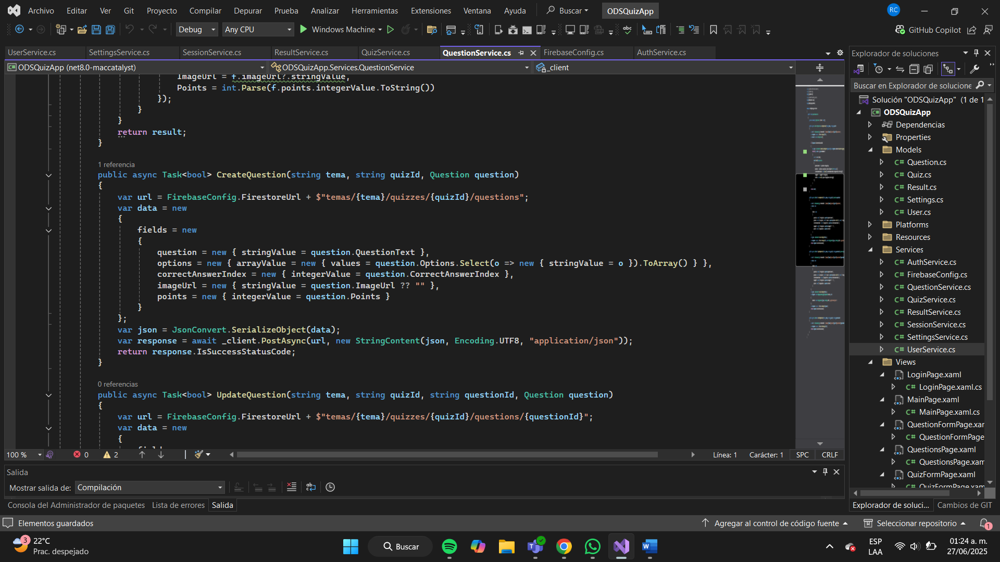 Archivo Editar Ver Git Proyecto Compilar Depurar Prueba Analizar Herramientas Extensiones Ventana Ayuda Buscar ODSQuizApp RC
Debug Any CPU Windows Machine abc GitHub Copilot
UserService.cs SettingsService.cs SessionService.cs ResultService.cs QuizService.cs QuestionService.cs FirebaseConfig.cs AuthService.cs
ODSQuizApp (net8.0-maccatalyst) ODSQuizApp.Services.QuestionService _client
ImageUrl = f.imageUrl?.stringValue,
Points = int.Parse(f.points.integerValue.ToString())
});
}
}
return result;
}
1 referencia
public async Task<bool> CreateQuestion(string tema, string quizId, Question question)
{
var url = FirebaseConfig.FirestoreUrl + $"temas/{tema}/quizzes/{quizId}/questions";
var data = new
{
fields = new
{
question = new { stringValue = question.QuestionText },
options = new { arrayValue = new { values = question.Options.Select(o => new { stringValue = o }).ToArray() } },
correctAnswerIndex = new { integerValue = question.CorrectAnswerIndex },
imageUrl = new { stringValue = question.ImageUrl ?? "" },
points = new { integerValue = question.Points }
}
};
var json = JsonConvert.SerializeObject(data);
var response = await _client.PostAsync(url, new StringContent(json, Encoding.UTF8, "application/json"));
return response.IsSuccessStatusCode;
}
0 referencias
public async Task<bool> UpdateQuestion(string tema, string quizId, string questionId, Question question)
{
var url = FirebaseConfig.FirestoreUrl + $"temas/{tema}/quizzes/{quizId}/questions/{questionId}";
var data = new
{
100 % 0 2 Línea: 1 Carácter: 1 SPC CRLF
Salida
Mostrar salida de: Compilación
Consola del Administrador de paquetes Lista de errores Salida
Explorador de soluciones
Buscar en Explorador de solucione
Solución "ODSQuizApp" (1 de 1
ODSQuizApp
Dependencias
Properties
Models
C# Question.cs
C# Quiz.cs
C# Result.cs
C# Settings.cs
C# User.cs
Platforms
Resources
Services
C# AuthService.cs
C# FirebaseConfig.cs
C# QuestionService.cs
C# QuizService.cs
C# ResultService.cs
C# SessionService.cs
C# SettingsService.cs
C# UserService.cs
Views
LoginPage.xaml
C# LoginPage.xaml.cs
MainPage.xaml
C# MainPage.xaml.cs
QuestionFormPage.xar
C# QuestionFormPage
QuestionsPage.xaml
C# QuestionsPage.xam
QuizFormPage.xaml
C# QuizFormPage.xam
Explorador de soluci... Cambios de GIT
Elementos guardados Agregar al control de código fuente Seleccionar repositorio 1
3 22°C
Prac. despejado
Buscar
ESP
LAA
01:24 a. m.
27/06/2025